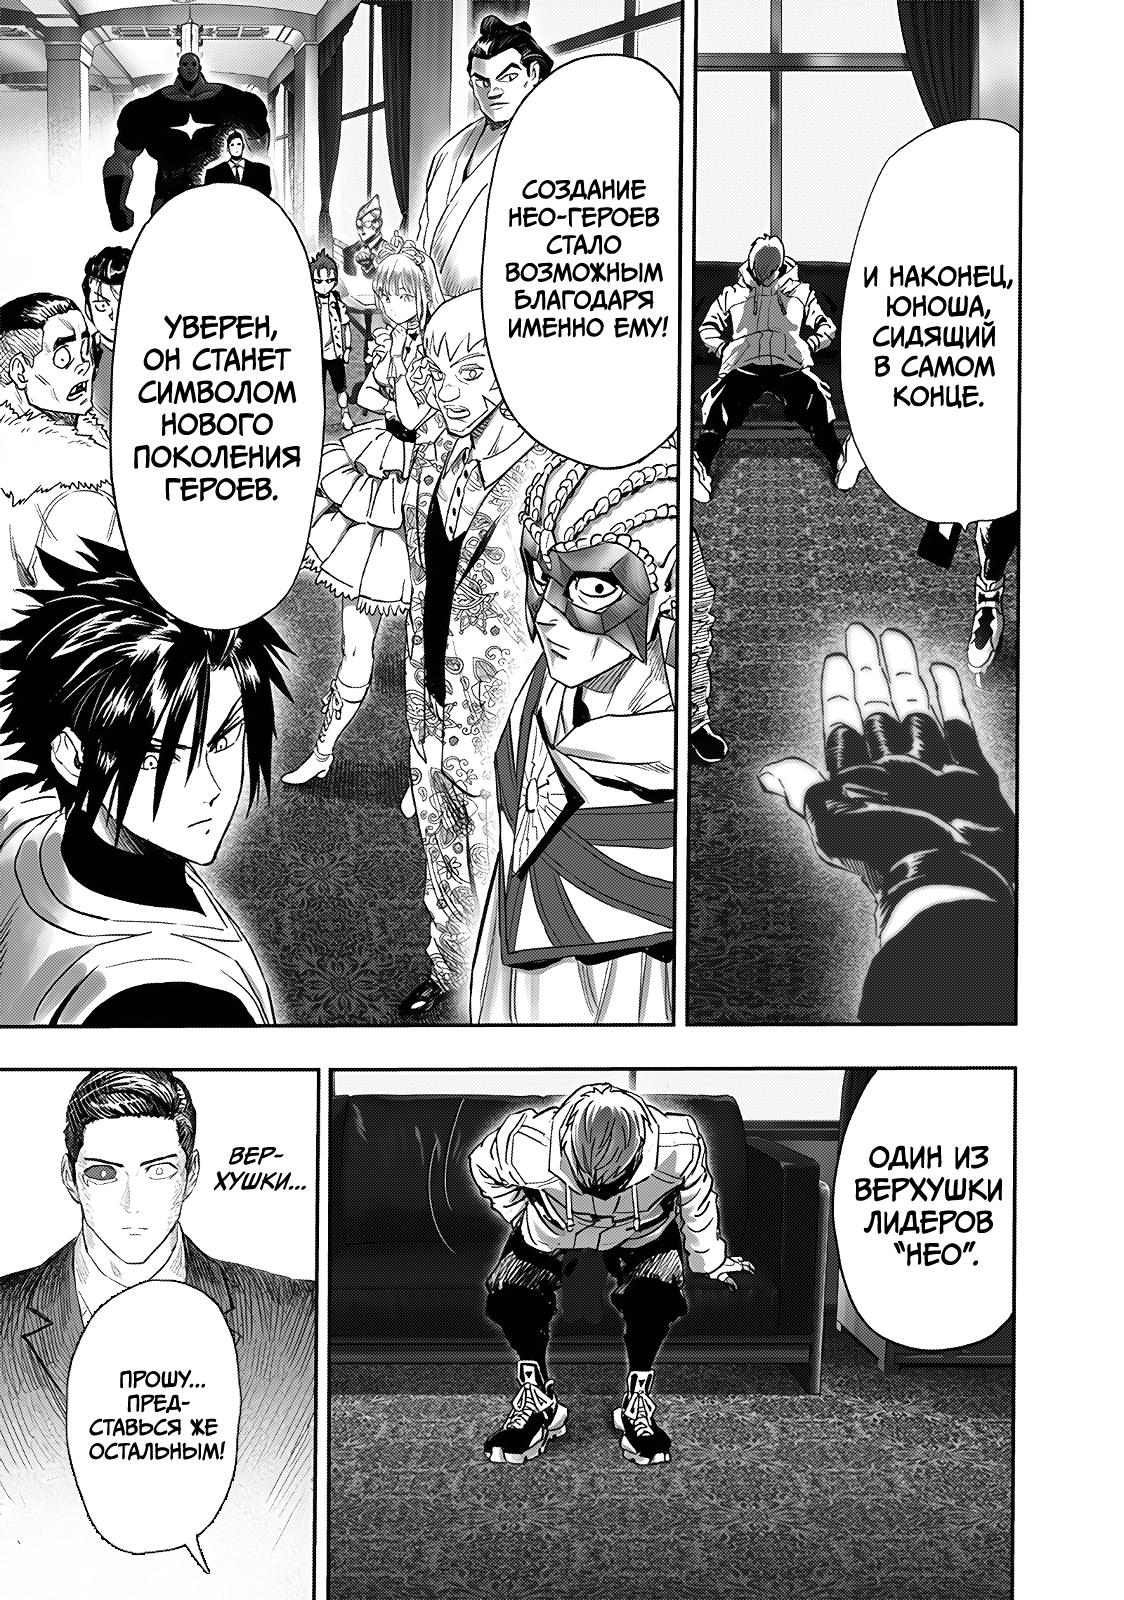 И НАКОНЕЦ,
ЮНОША,
СИДЯЩИЙ
В САМОМ
КОНЦЕ.
СОЗДАНИЕ
НЕО-ГЕРОЕВ
СТАЛО
ВОЗМОЖНЫМ
БЛАГОДАРЯ
ИМЕННО ЕМУ!
УВЕРЕН,
ОН СТАНЕТ
СИМВОЛОМ
НОВОГО
ПОКОЛЕНИЯ
ГЕРОЕВ.
ОДИН ИЗ
ВЕРХУШКИ
ЛИДЕРОВ
"НЕО".
ВЕР-
ХУШКИ...
ПРОШУ...
ПРЕД-
СТАВЬСЯ ЖЕ
ОСТАЛЬНЫМ!